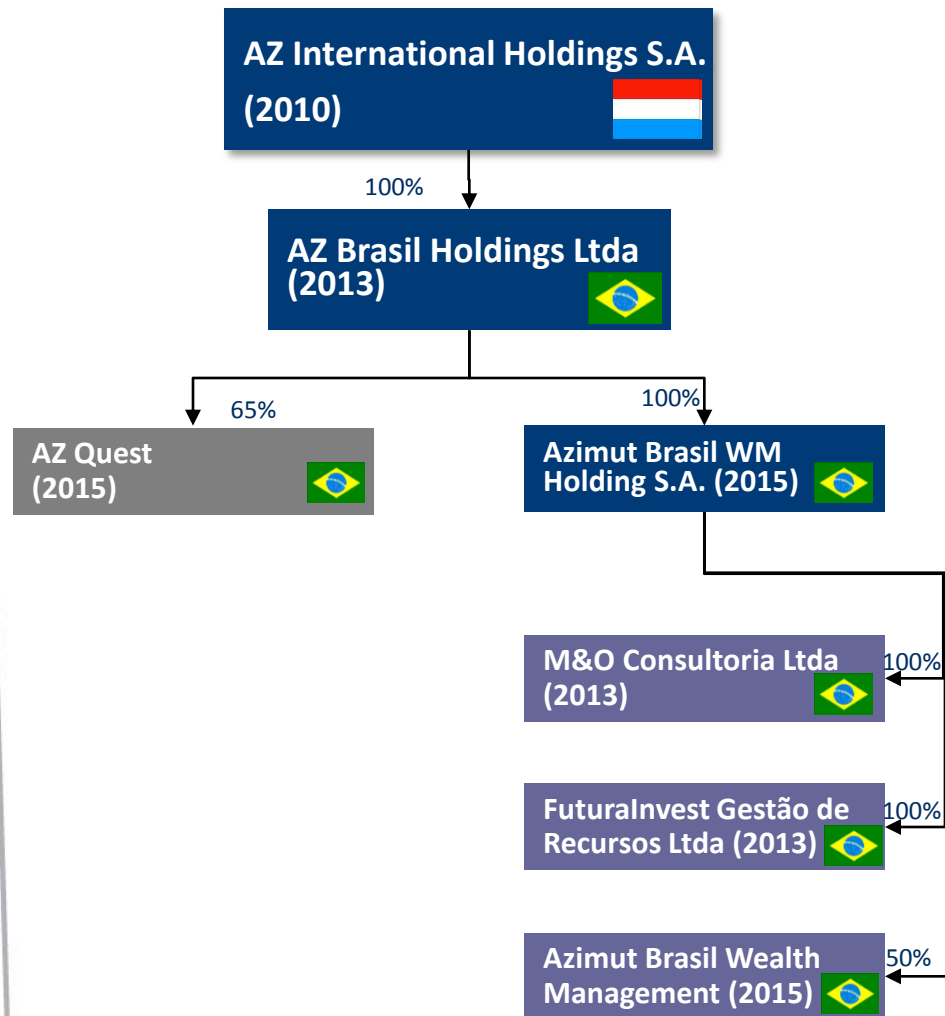 AZ International Holdings S.A.
(2010)
100%
AZ Brasil Holdings Ltda
(2013)
65%
100%
AZ Quest
(2015)
Azimut Brasil WM
Holding S.A. (2015)
M&O Consultoria Ltda
(2013)
100%
FuturaInvest Gestão de
Recursos Ltda (2013)
100%
Azimut Brasil Wealth
Management (2015)
50%